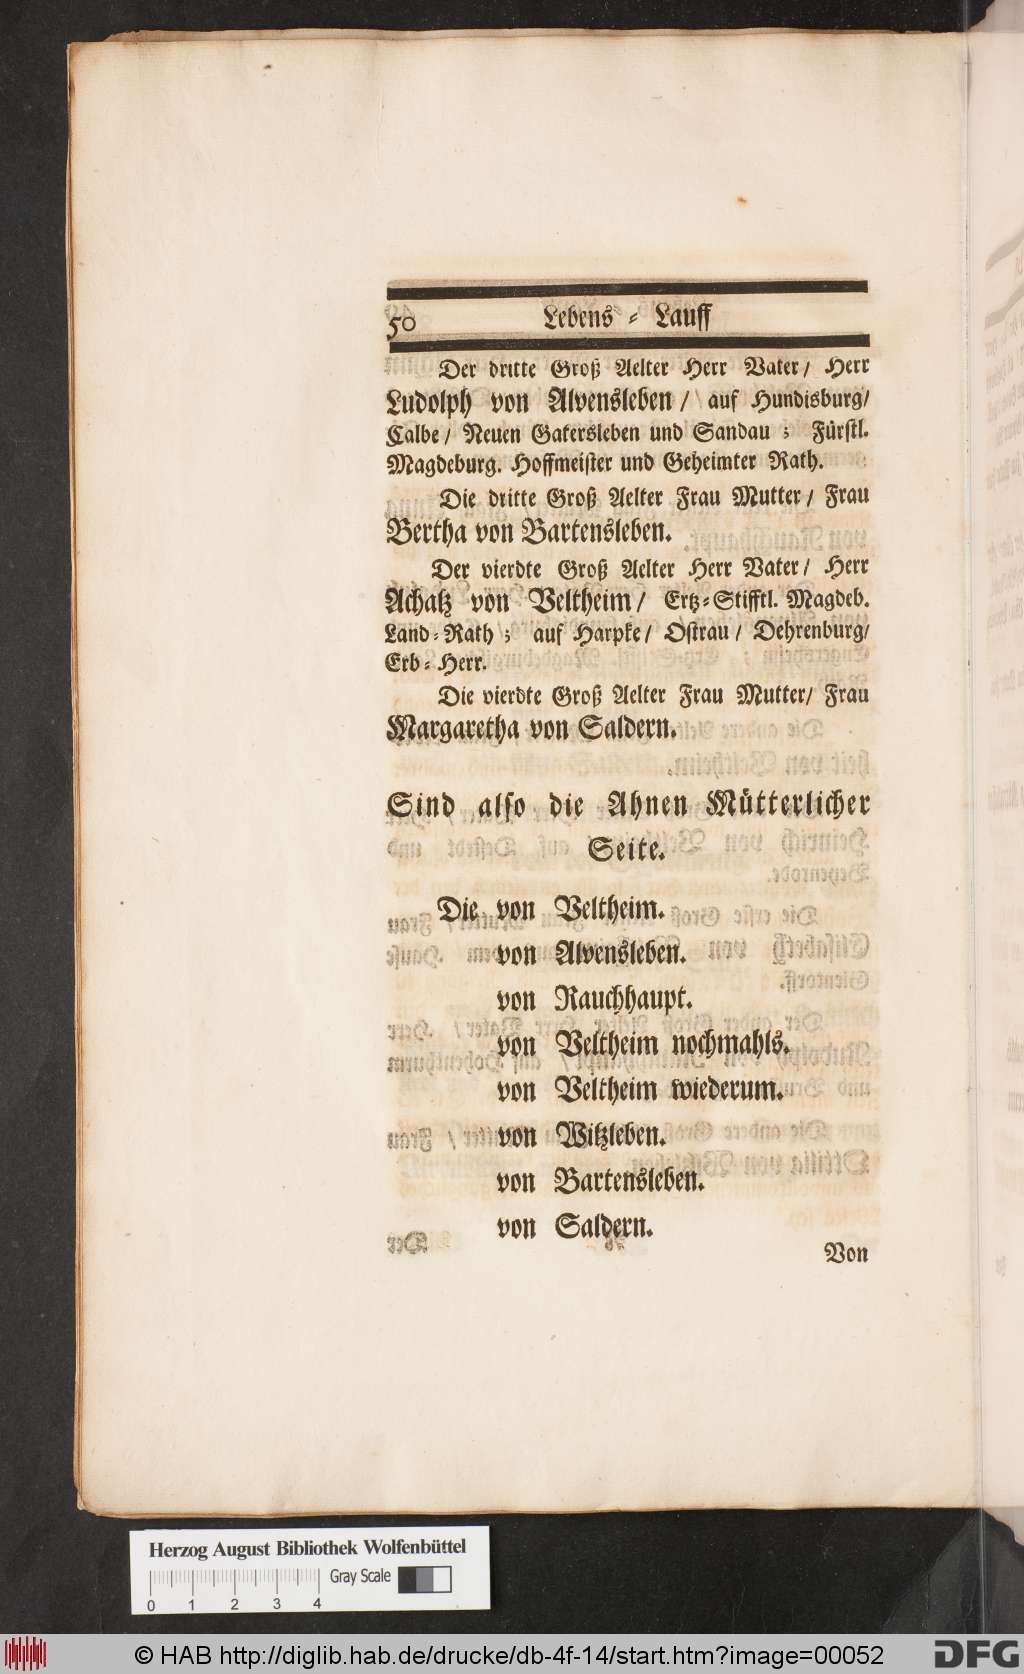 50 Lebens-Lauff
Der dritte Groß Aelter Herr Vater/ Herr
Ludolph von Alvensleben/ auf Hundisburg/
Calbe/ Neuen Gatersleben und Sandau; Fürstl.
Magdeburg. Hoffmeister und Geheimter Rath.
Die dritte Groß Aelter Frau Mutter/ Frau
Bertha von Bartensleben.
Der vierdte Groß Aelter Herr Vater/ Herr
Achatz von Veltheim/ Ertz-Stifftl. Magdeb.
Land-Rath; auf Harpke/ Ostrau/ Dehrenburg/
Erb-Herr.
Die vierdte Groß Aelter Frau Mutter/ Frau
Margaretha von Saldern.
Sind also die Ahnen Mütterlicher
Seite.
Die von Veltheim.
von Alvensleben.
von Rauchhaupt.
von Veltheim nochmahls.
von Veltheim wiederum.
von Witzleben.
von Bartensleben.
von Saldern.
Von
Herzog August Bibliothek Wolfenbüttel
Gray Scale
0 1 2 3 4
© HAB http://diglib.hab.de/drucke/db-4f-14/start.htm?image=00052
DFG